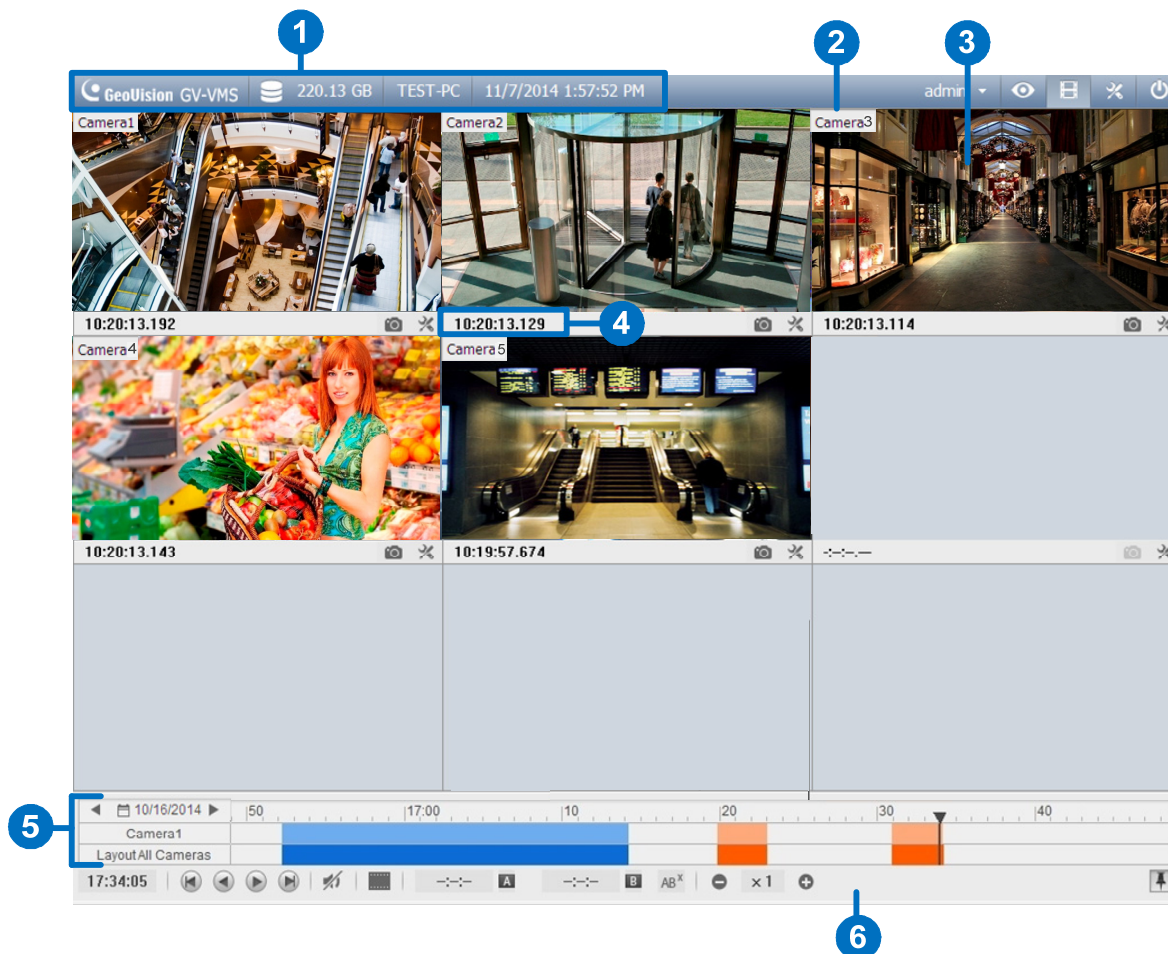 1
2
3
GeoVision GV-VMS 220.13 GB TEST-PC 11/7/2014 1:57:52 PM admin
Camera1 Camera2 Camera3
10:20:13.192 10:20:13.129 4 10:20:13.114
Camera4 Camera5
10:20:13.143 10:19:57.674 -:-:-.—
5
10/16/2014 50 17:00 10 20 30 40
Camera1
Layout All Cameras
17:34:05 -:-:- A -:-:- B ABx x 1
6